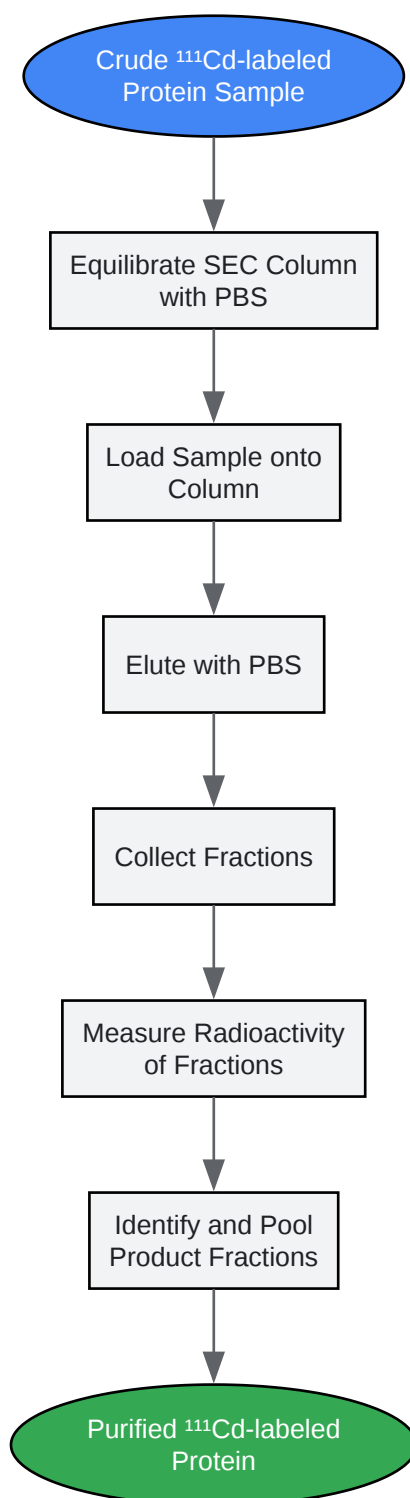 Crude ¹¹¹Cd-labeled
Protein Sample
Equilibrate SEC Column
with PBS
Load Sample onto
Column
Elute with PBS
Collect Fractions
Measure Radioactivity
of Fractions
Identify and Pool
Product Fractions
Purified ¹¹¹Cd-labeled
Protein